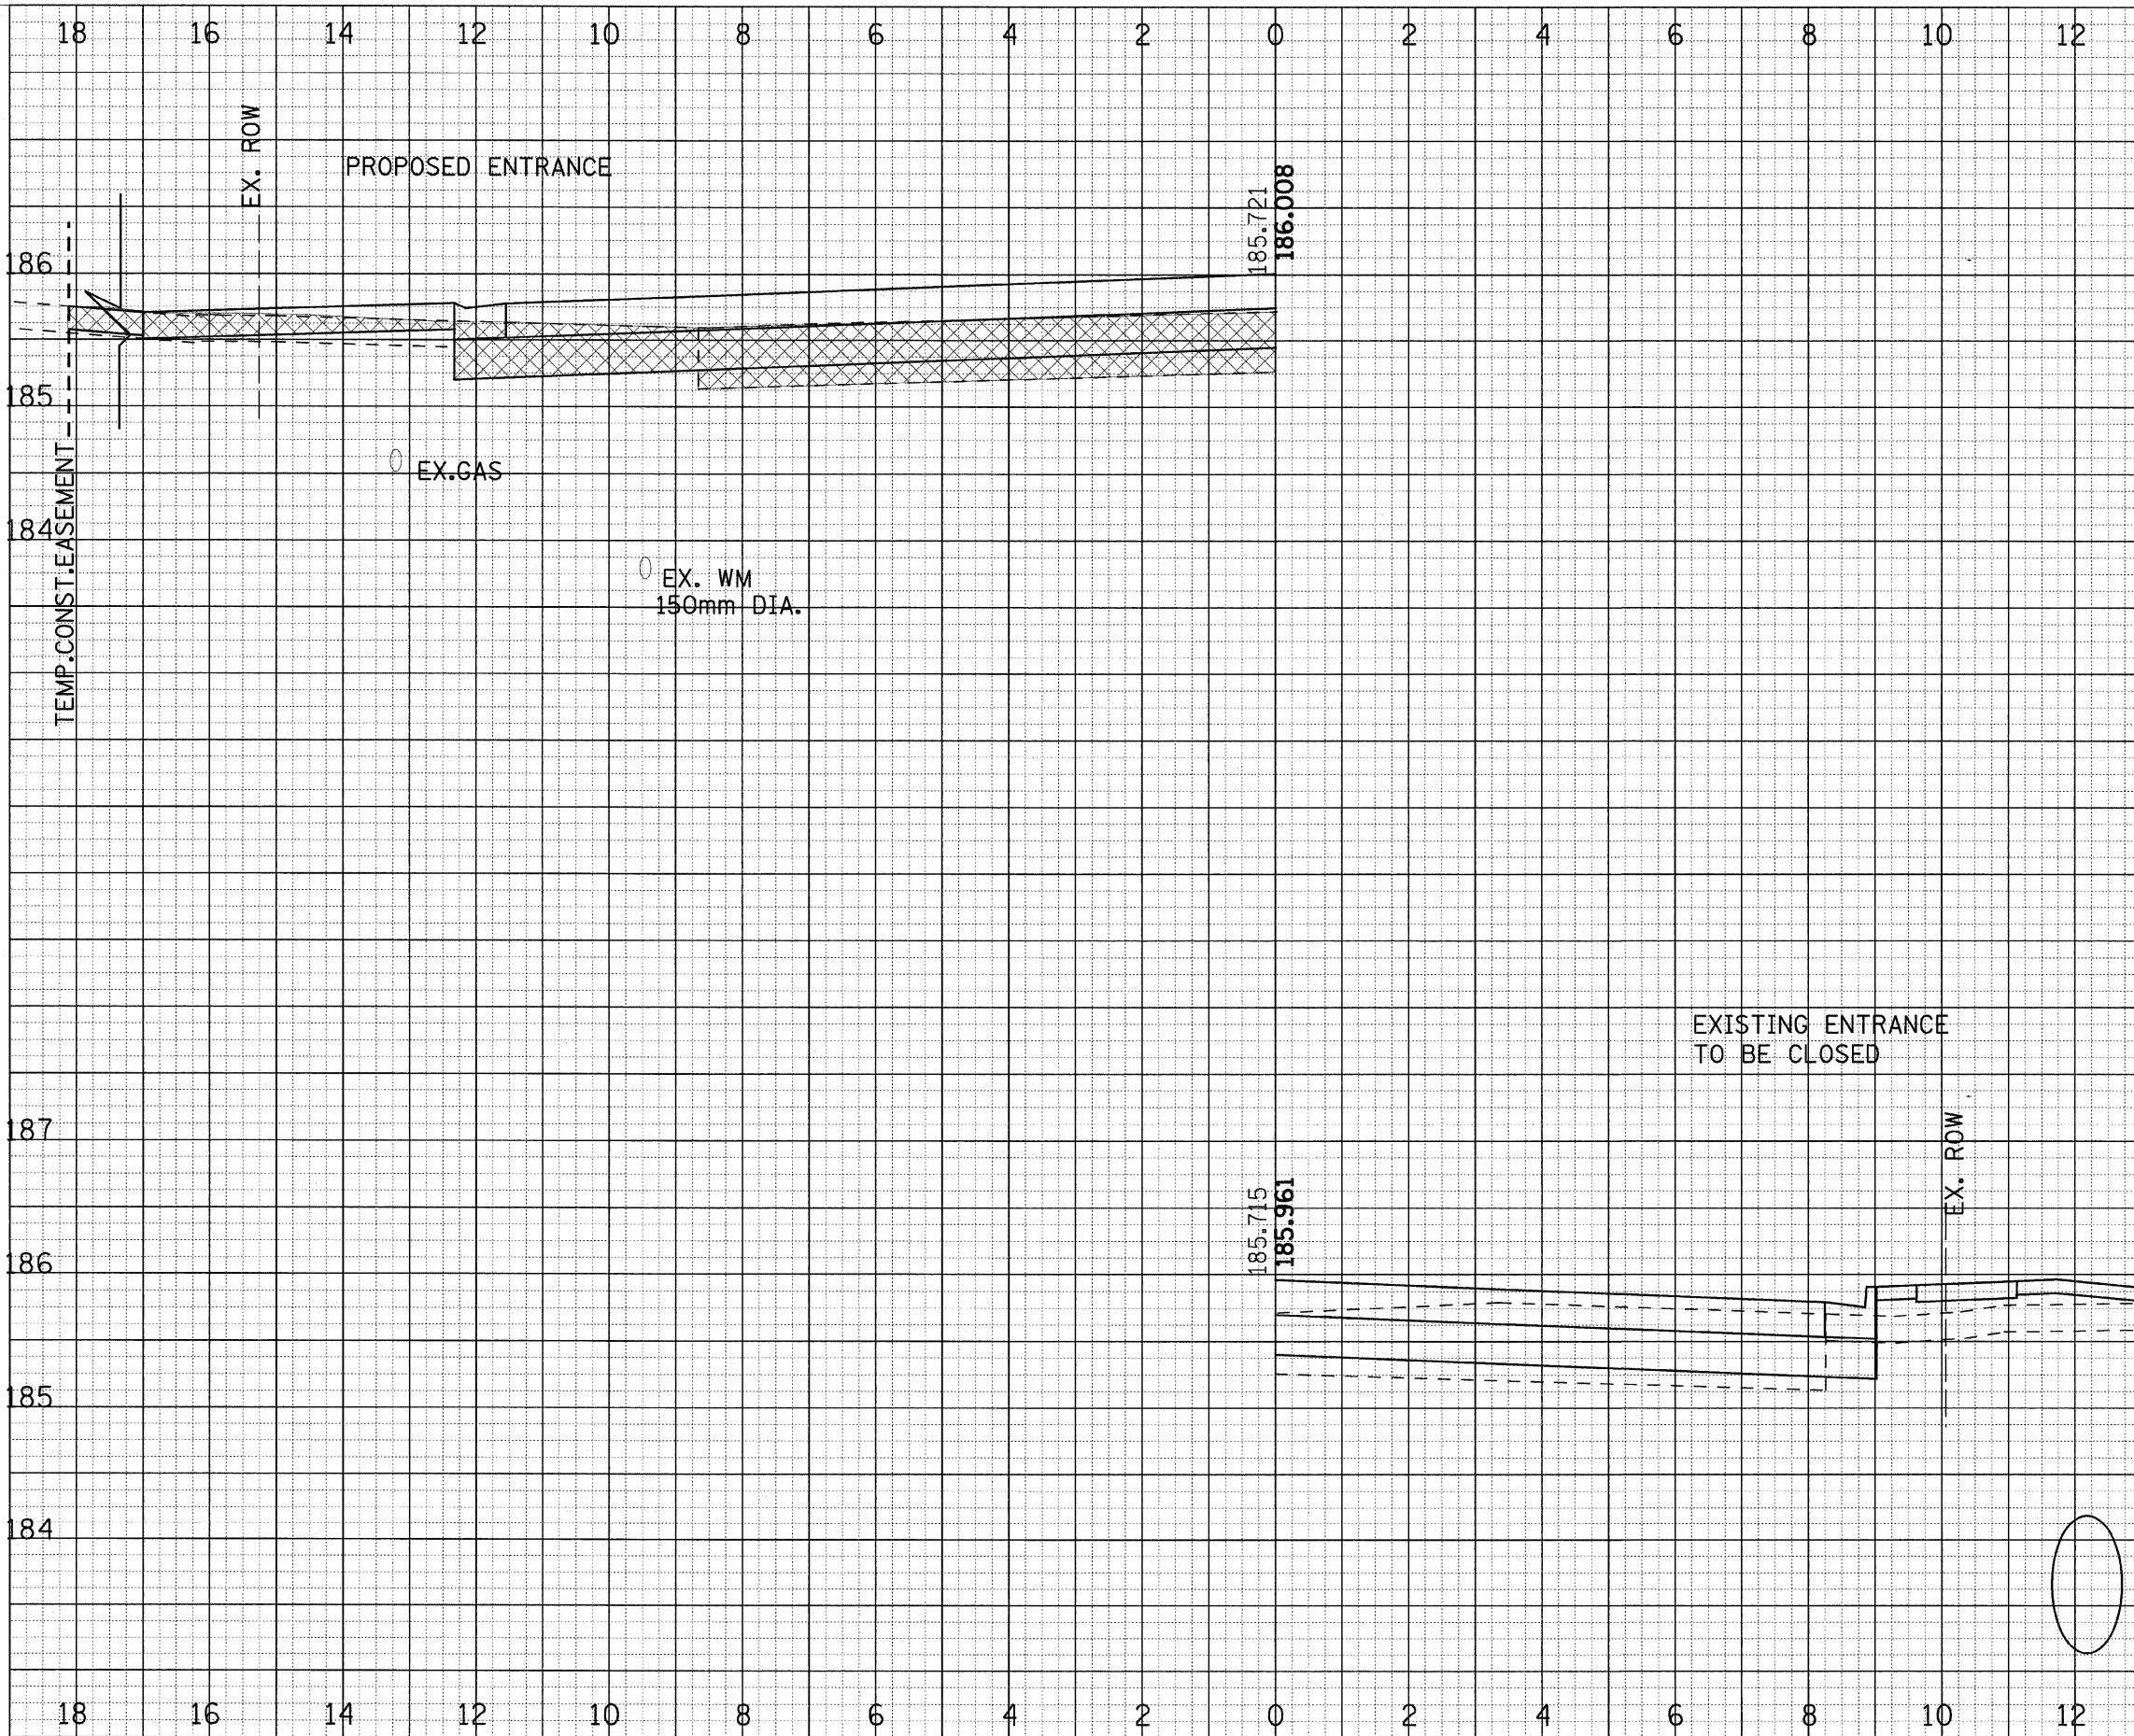 18 16 14 12 10 8 6 4 2 0 2 4 6 8 10 12
EX. ROW
PROPOSED ENTRANCE
185.721
186.008
186
185
EX.GAS
184
TEMP.CONST.EASEMENT
EX. WM
150mm DIA.
EXISTING ENTRANCE
TO BE CLOSED
187
EX. ROW
185.715
185.961
186
185
184
18 16 14 12 10 8 6 4 2 0 2 4 6 8 10 12